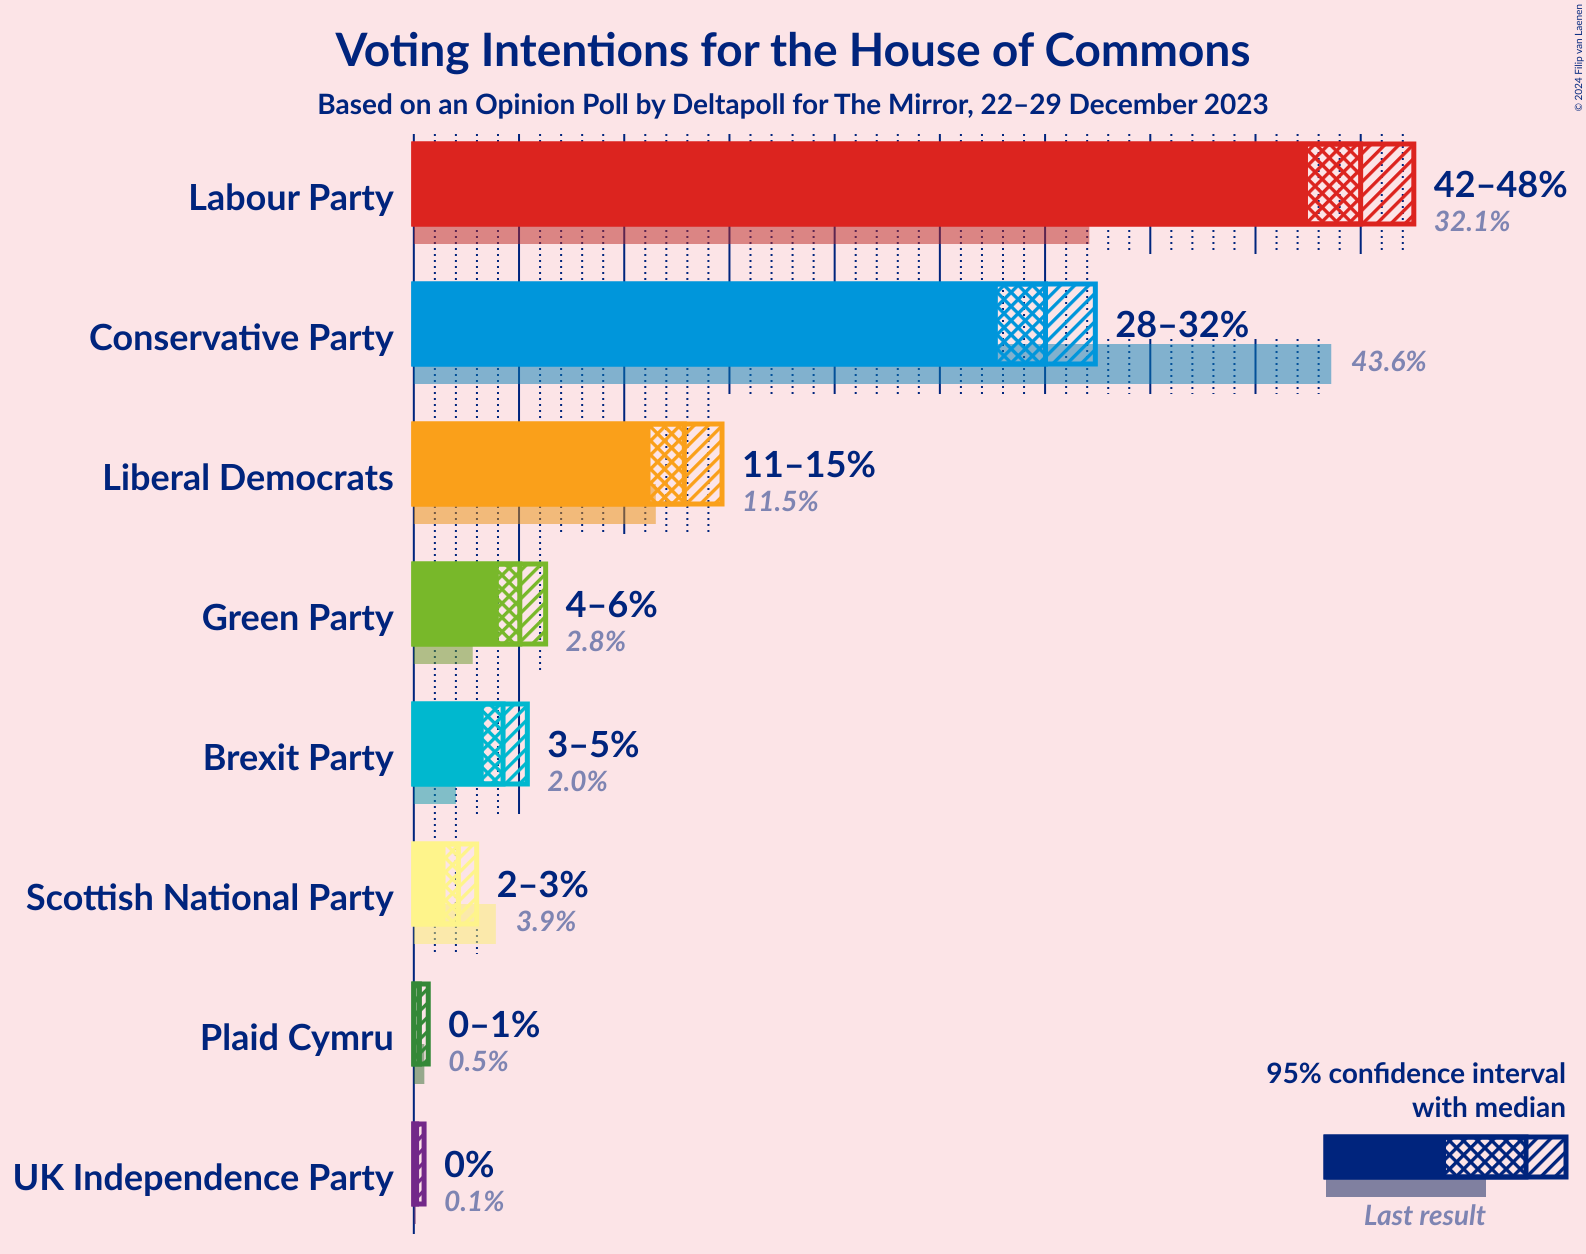 Voting Intentions for the House of Commons
Based on an Opinion Poll by Deltapoll for The Mirror, 22–29 December 2023
© 2024 Filip van Laenen
Labour Party
42–48%
32.1%
Conservative Party
28–32%
43.6%
Liberal Democrats
11–15%
11.5%
Green Party
4–6%
2.8%
Brexit Party
3–5%
2.0%
Scottish National Party
2–3%
3.9%
Plaid Cymru
0–1%
0.5%
UK Independence Party
0%
0.1%
95% confidence interval
with median
Last result